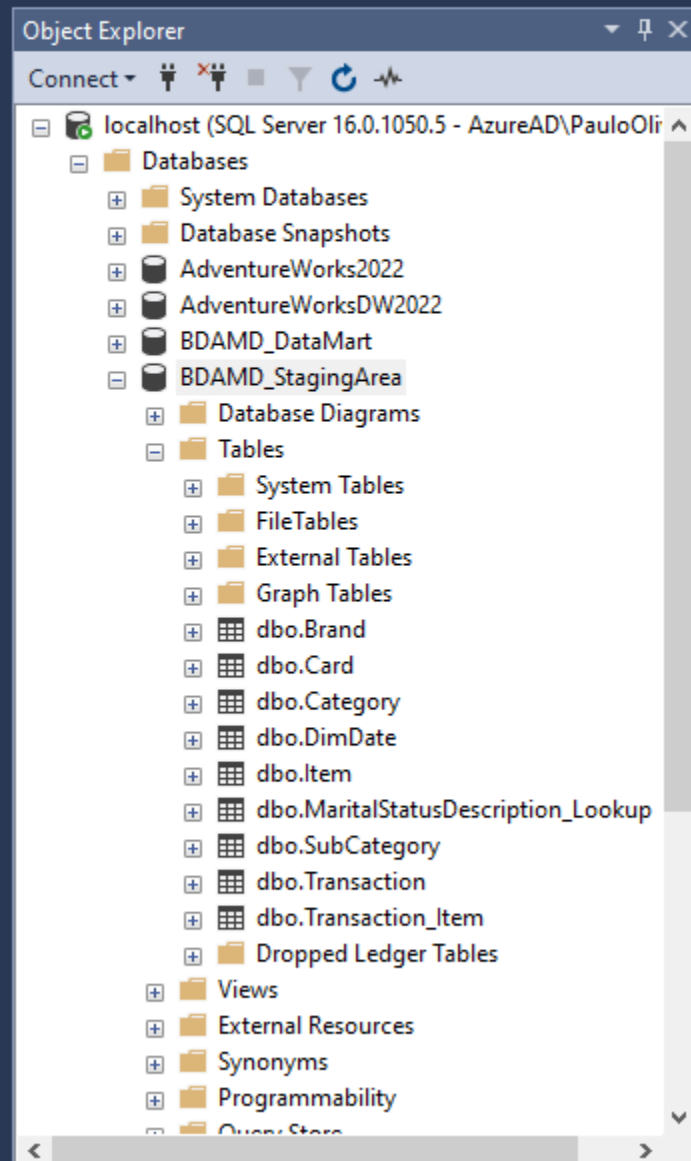 Object Explorer
Connect
localhost (SQL Server 16.0.1050.5 - AzureAD\PauloOli
Databases
System Databases
Database Snapshots
AdventureWorks2022
AdventureWorksDW2022
BDAMD_DataMart
BDAMD_StagingArea
Database Diagrams
Tables
System Tables
FileTables
External Tables
Graph Tables
dbo.Brand
dbo.Card
dbo.Category
dbo.DimDate
dbo.Item
dbo.MaritalStatusDescription_Lookup
dbo.SubCategory
dbo.Transaction
dbo.Transaction_Item
Dropped Ledger Tables
Views
External Resources
Synonyms
Programmability
Query Store